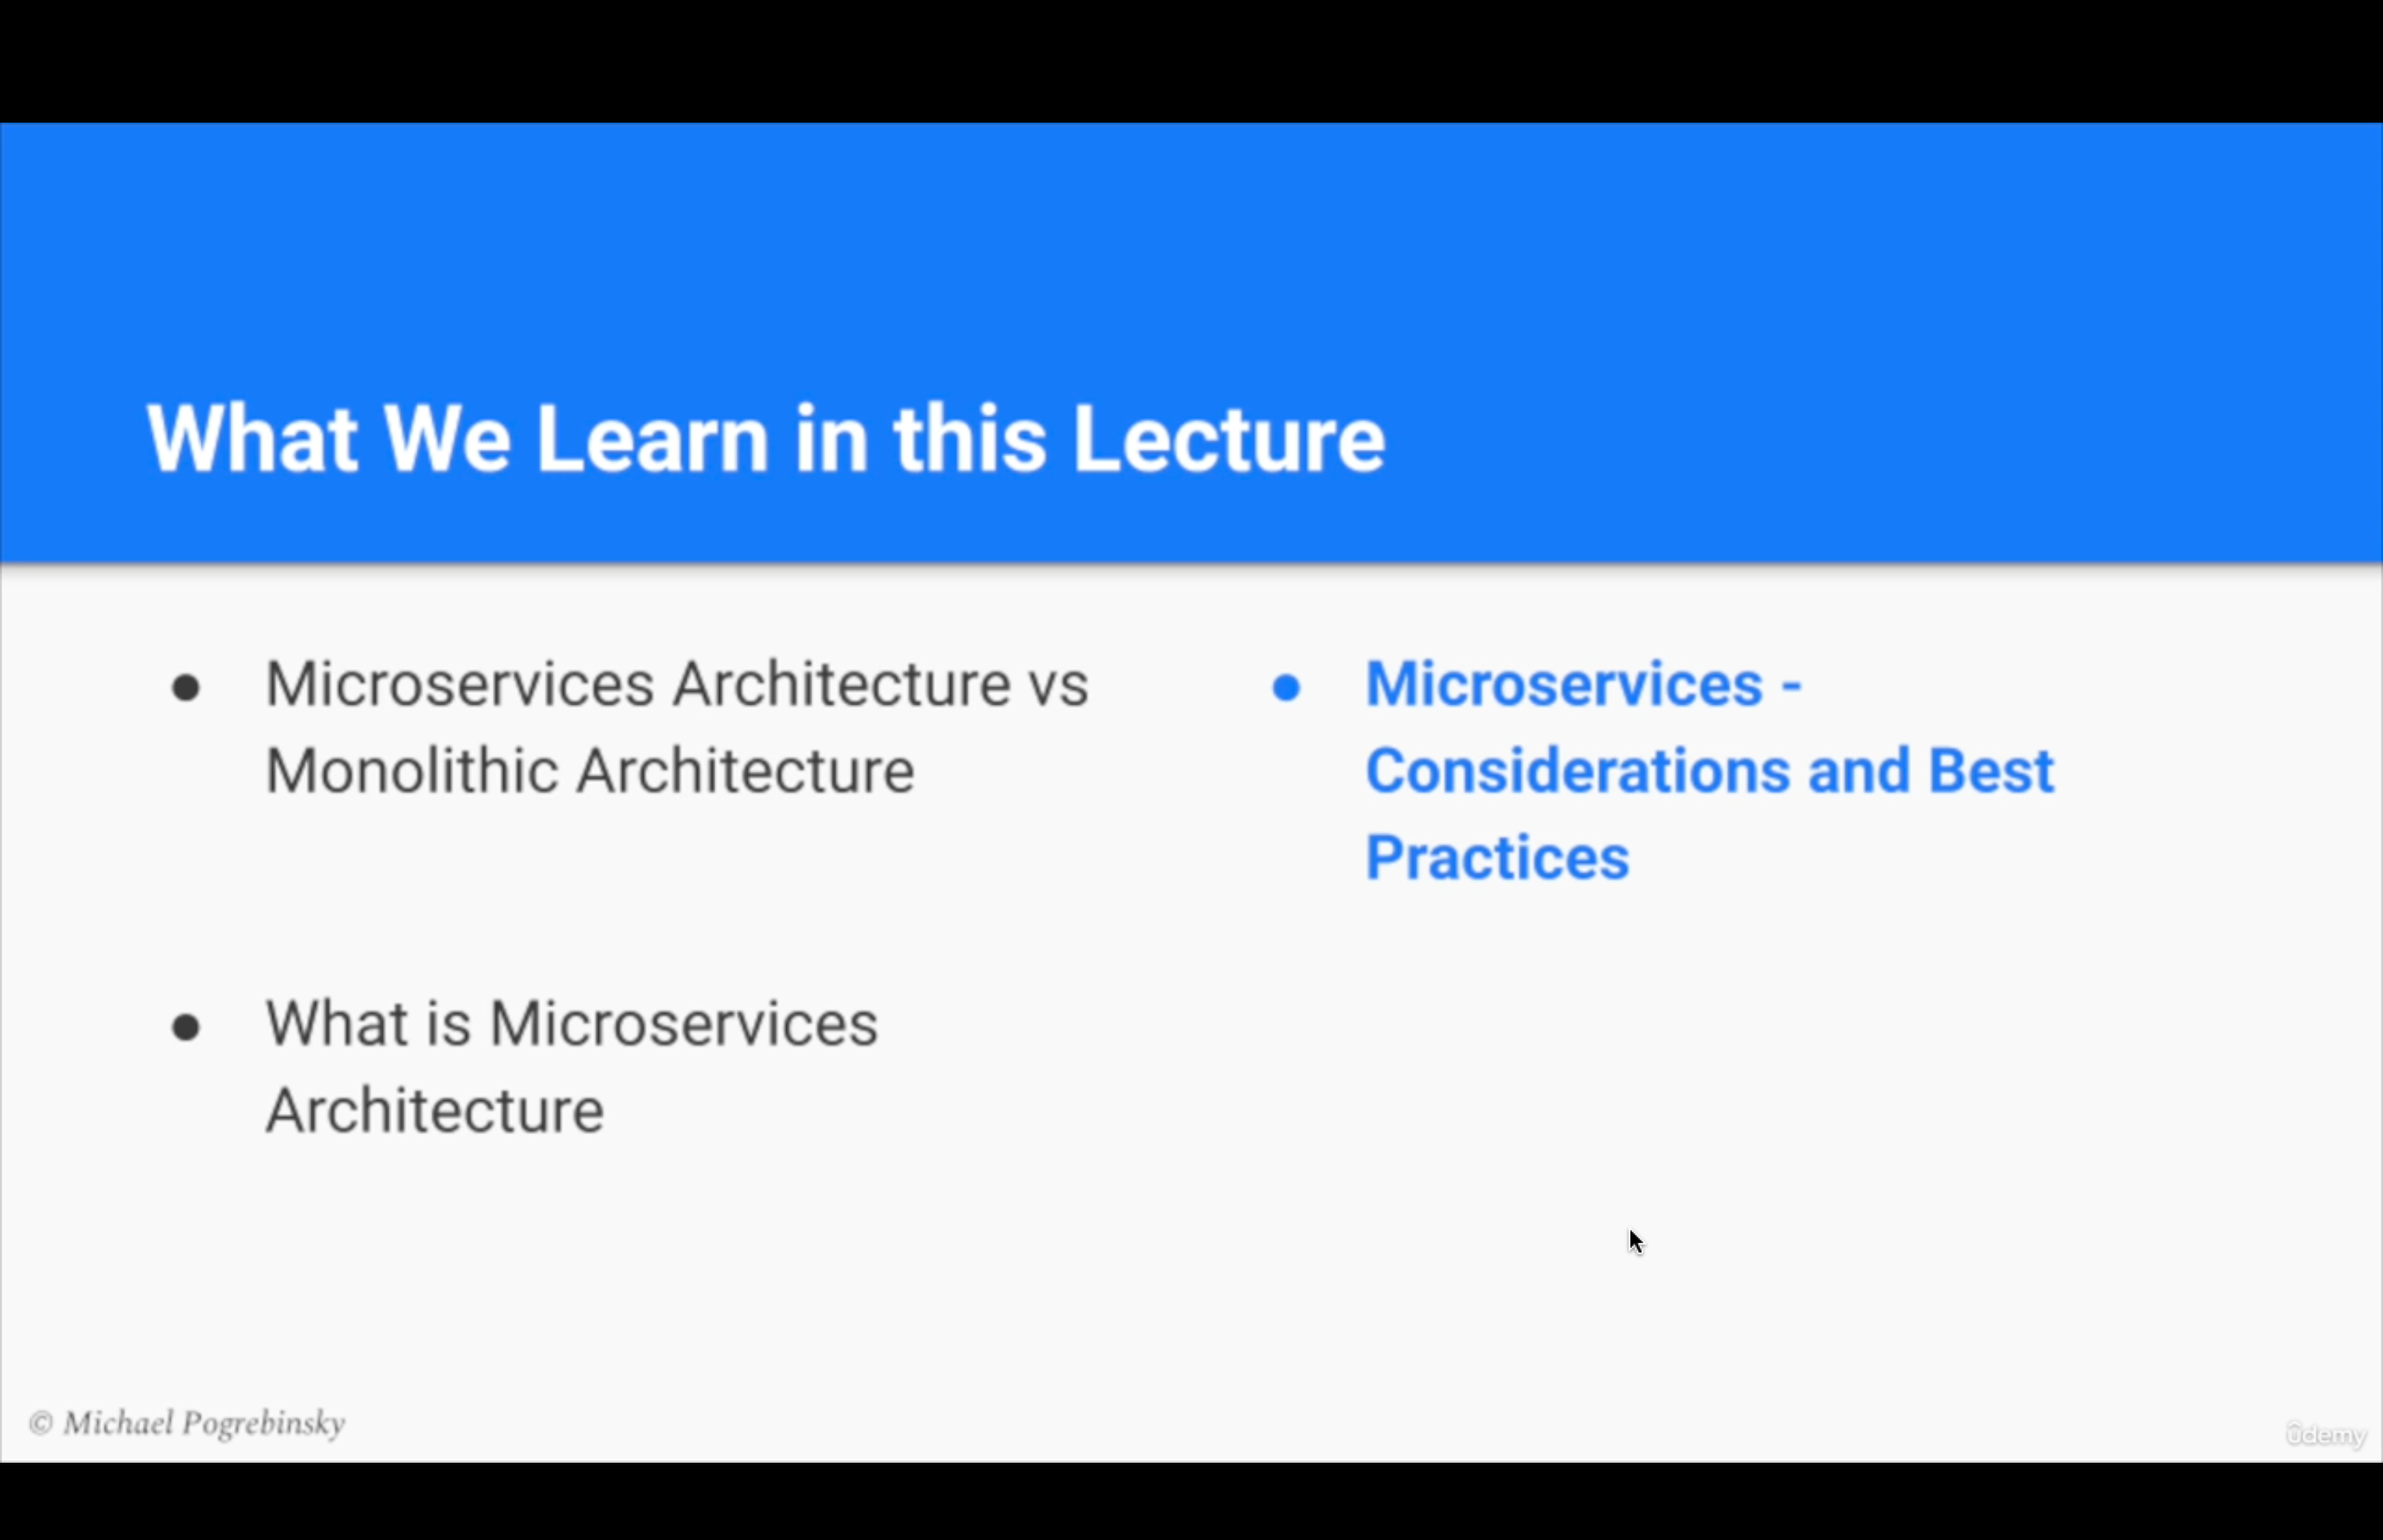 What We Learn in this Lecture
● Microservices Architecture vs
Monolithic Architecture
● What is Microservices
Architecture
● Microservices -
Considerations and Best
Practices
© Michael Pogrebinsky
ûdemy